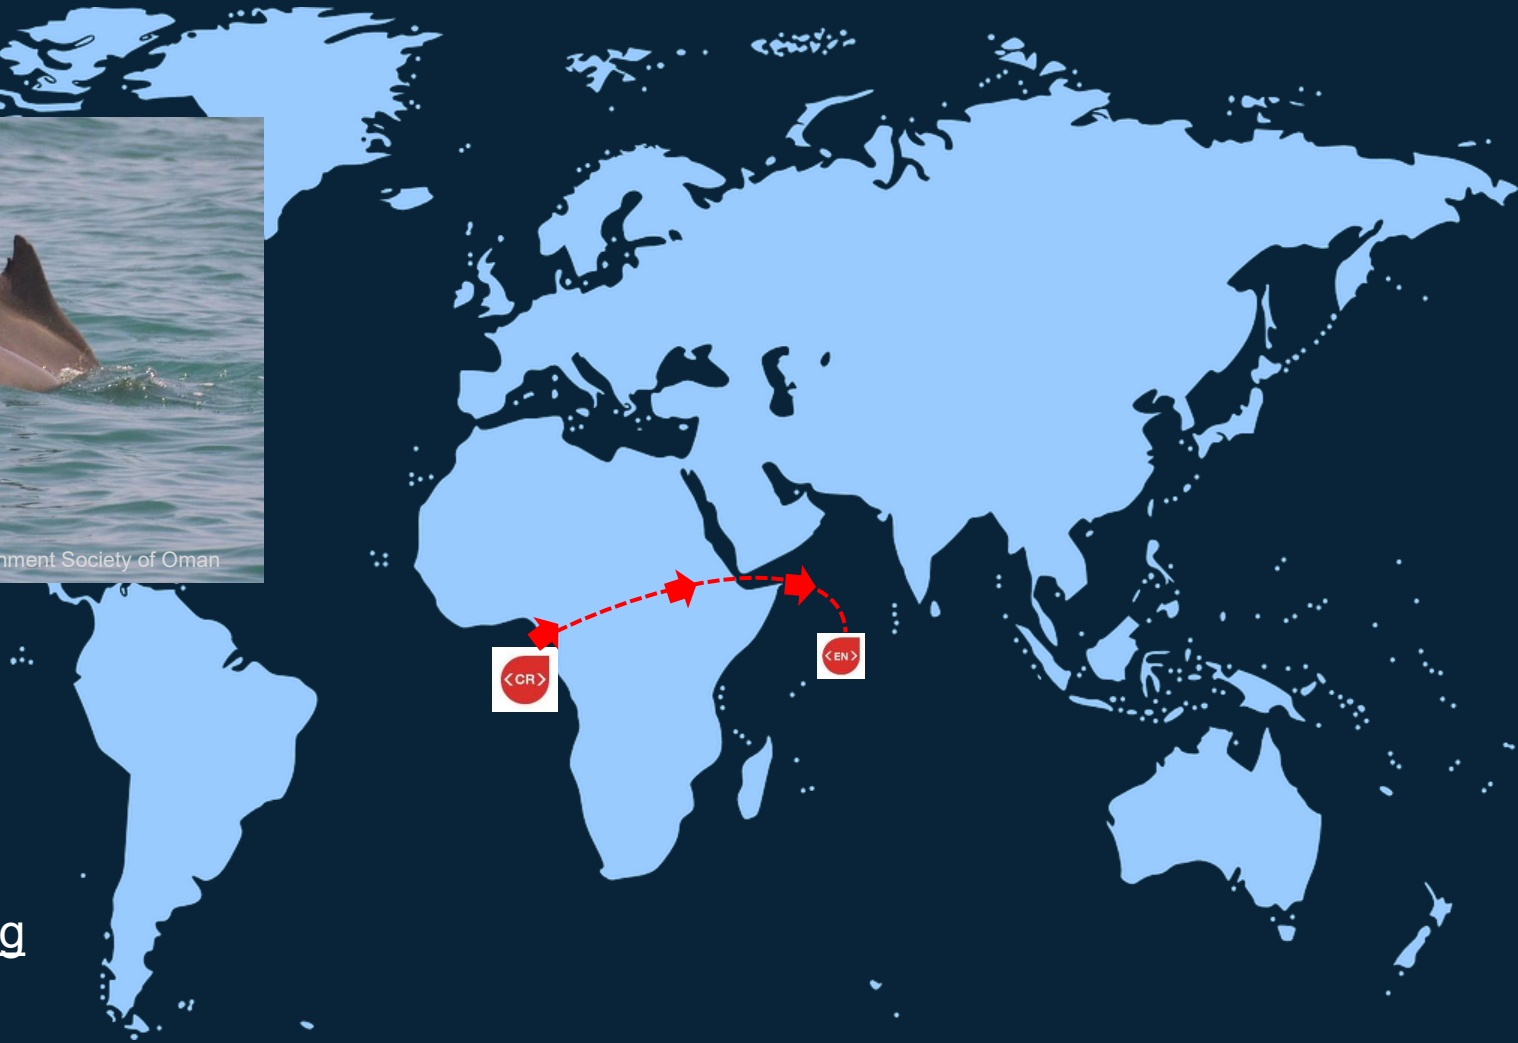 nment Society of Oman
<CR>
<EN>
g